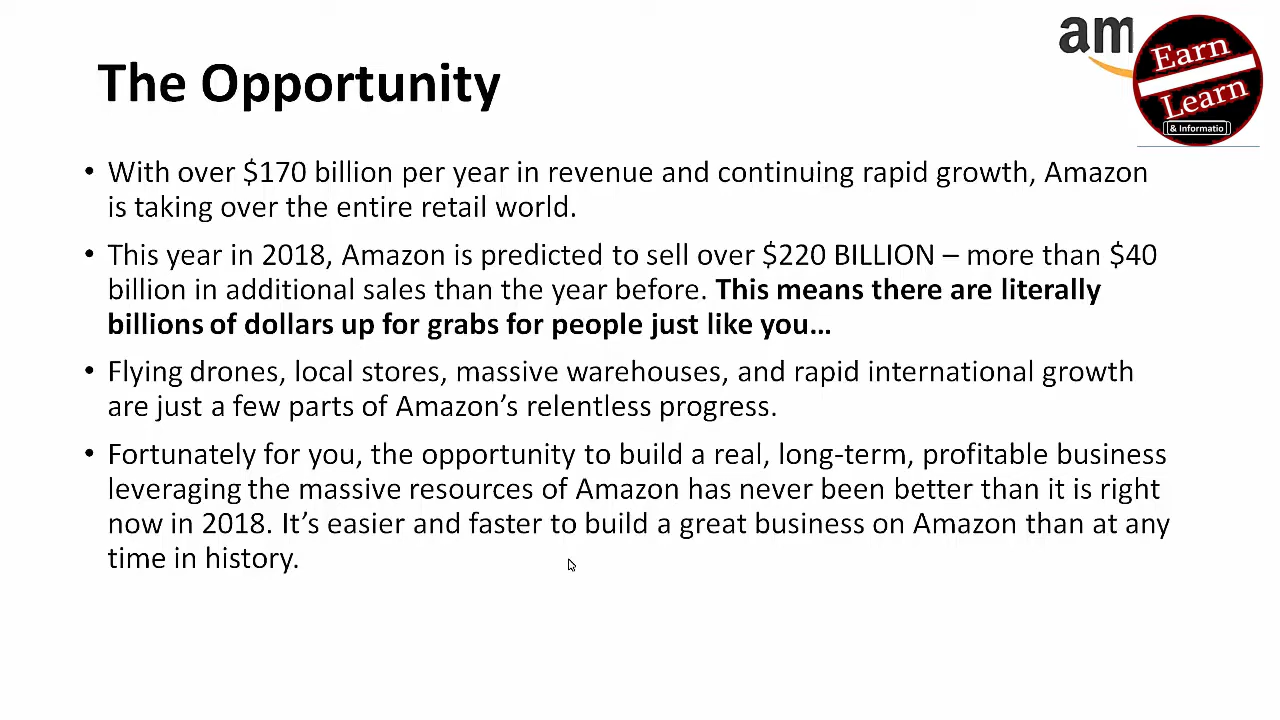 The Opportunity
am
Earn
Learn
& Informatio
• With over $170 billion per year in revenue and continuing rapid growth, Amazon
is taking over the entire retail world.
• This year in 2018, Amazon is predicted to sell over $220 BILLION – more than $40
billion in additional sales than the year before. This means there are literally
billions of dollars up for grabs for people just like you...
• Flying drones, local stores, massive warehouses, and rapid international growth
are just a few parts of Amazon’s relentless progress.
• Fortunately for you, the opportunity to build a real, long-term, profitable business
leveraging the massive resources of Amazon has never been better than it is right
now in 2018. It’s easier and faster to build a great business on Amazon than at any
time in history.